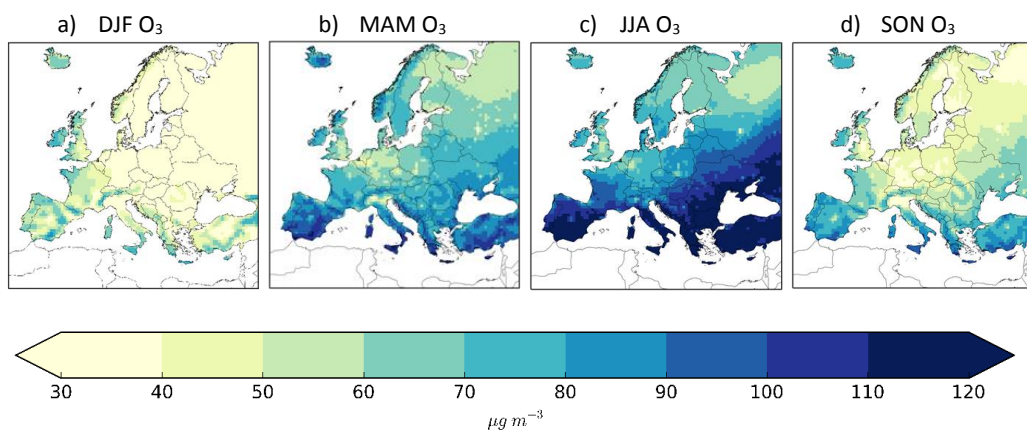 a) DJF O₃ b) MAM O₃ c) JJA O₃ d) SON O₃
30 40 50 60 70 80 90 100 110 120
μg m⁻³